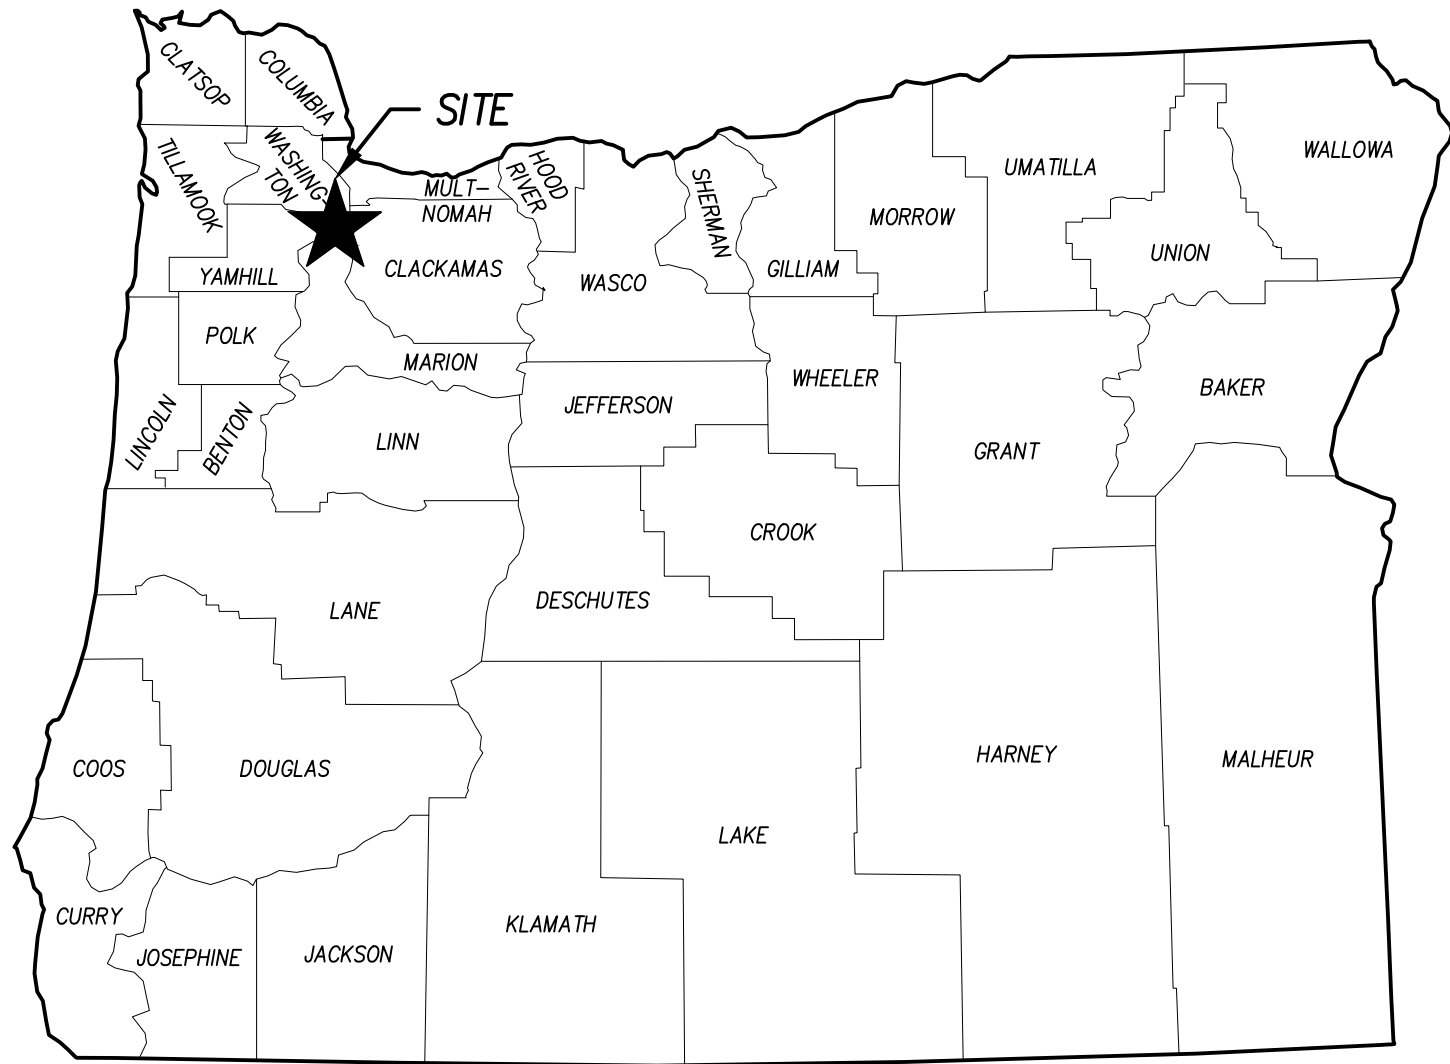 CLATSOP
COLUMBIA
SITE
TILLAMOOK
WASHING-
TON
HOOD
RIVER
MULT-
NOMAH
SHERMAN
UMATILLA
WALLOWA
MORROW
UNION
YAMHILL
CLACKAMAS
WASCO
GILLIAM
POLK
MARION
WHEELER
BAKER
LINCOLN
BENTON
LINN
JEFFERSON
GRANT
CROOK
LANE
DESCHUTES
COOS
DOUGLAS
HARNEY
MALHEUR
LAKE
CURRY
JOSEPHINE
JACKSON
KLAMATH